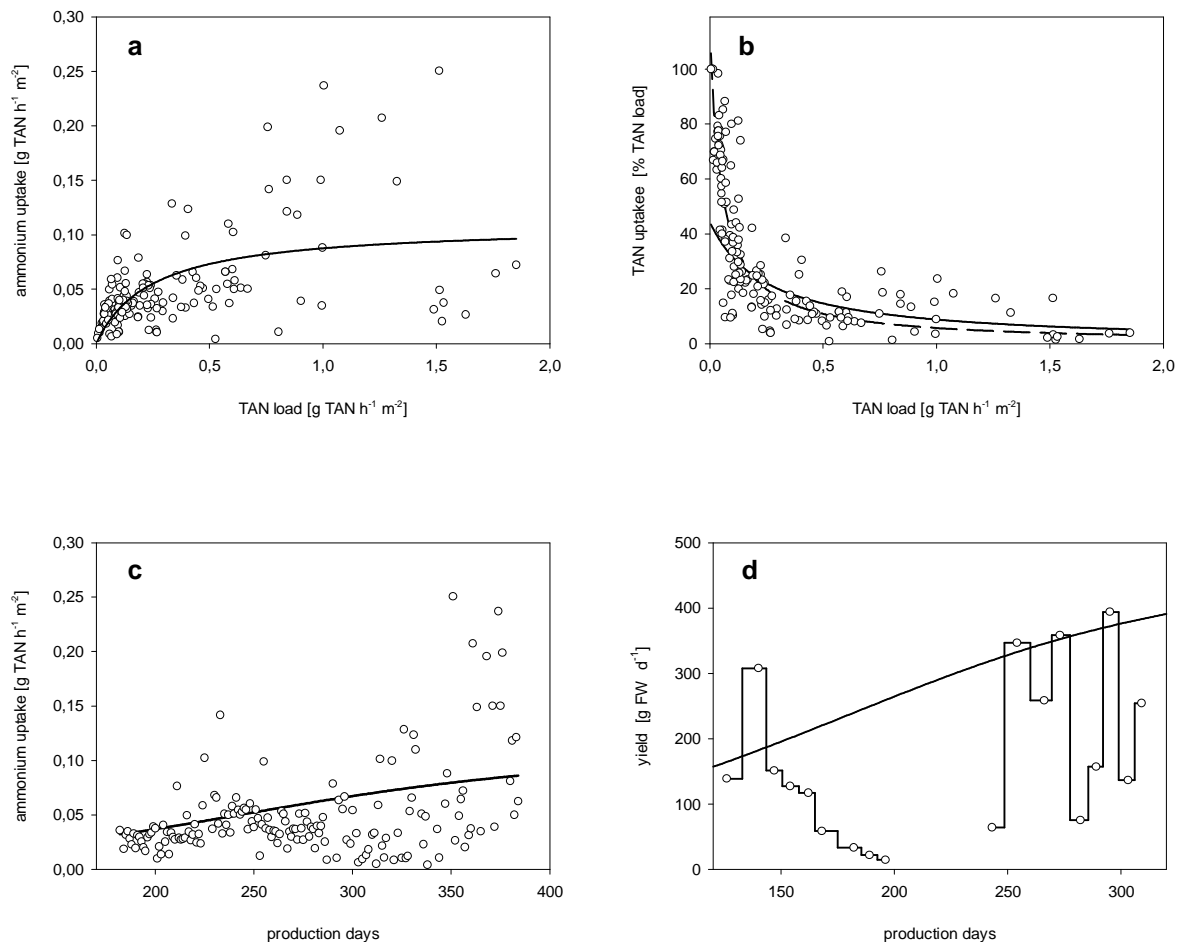 a
ammonium uptake [g TAN h⁻¹ m⁻²]
0,30
0,25
0,20
0,15
0,10
0,05
0,00
0,0 0,5 1,0 1,5 2,0
TAN load [g TAN h⁻¹ m⁻²]
b
TAN uptakee [% TAN load]
100
80
60
40
20
0
0,0 0,5 1,0 1,5 2,0
TAN load [g TAN h⁻¹ m⁻²]
c
ammonium uptake [g TAN h⁻¹ m⁻²]
0,30
0,25
0,20
0,15
0,10
0,05
0,00
200 250 300 350 400
production days
d
yield [g FW d⁻¹]
500
400
300
200
100
0
150 200 250 300
production days